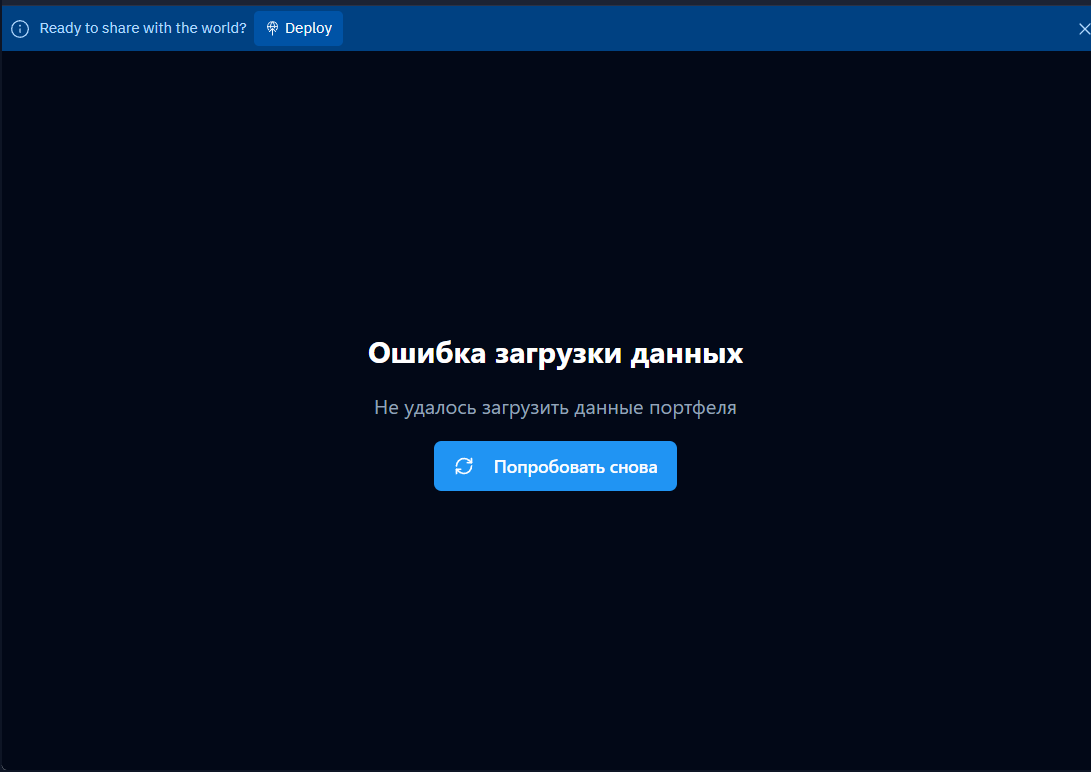 Ready to share with the world? Deploy
Ошибка загрузки данных
Не удалось загрузить данные портфеля
Попробовать снова